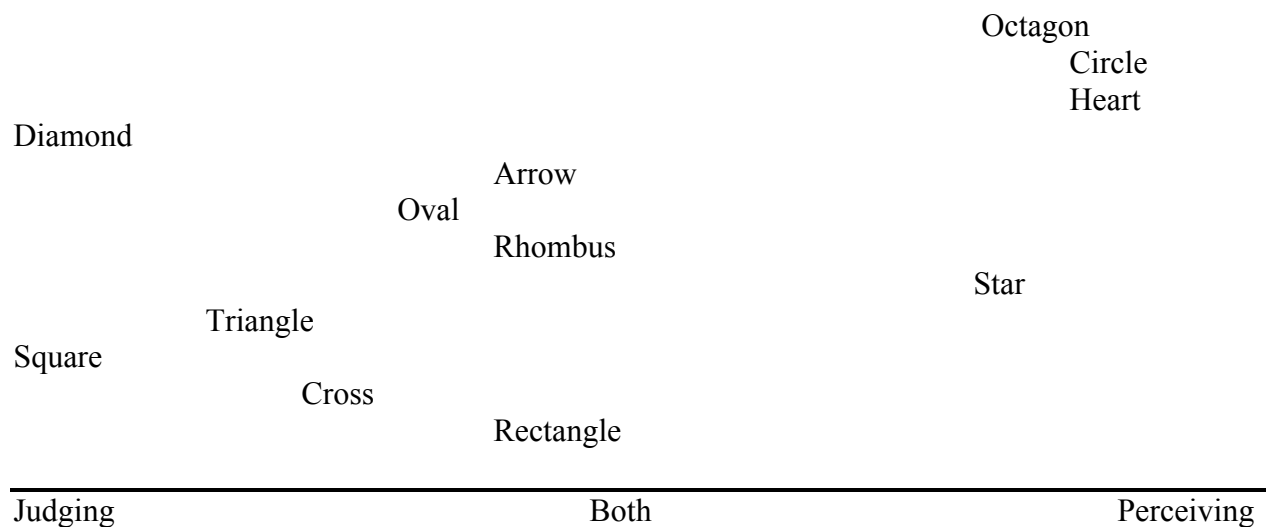 Octagon
Circle
Heart
Diamond
Arrow
Oval
Rhombus
Star
Triangle
Square
Cross
Rectangle
Judging Both Perceiving